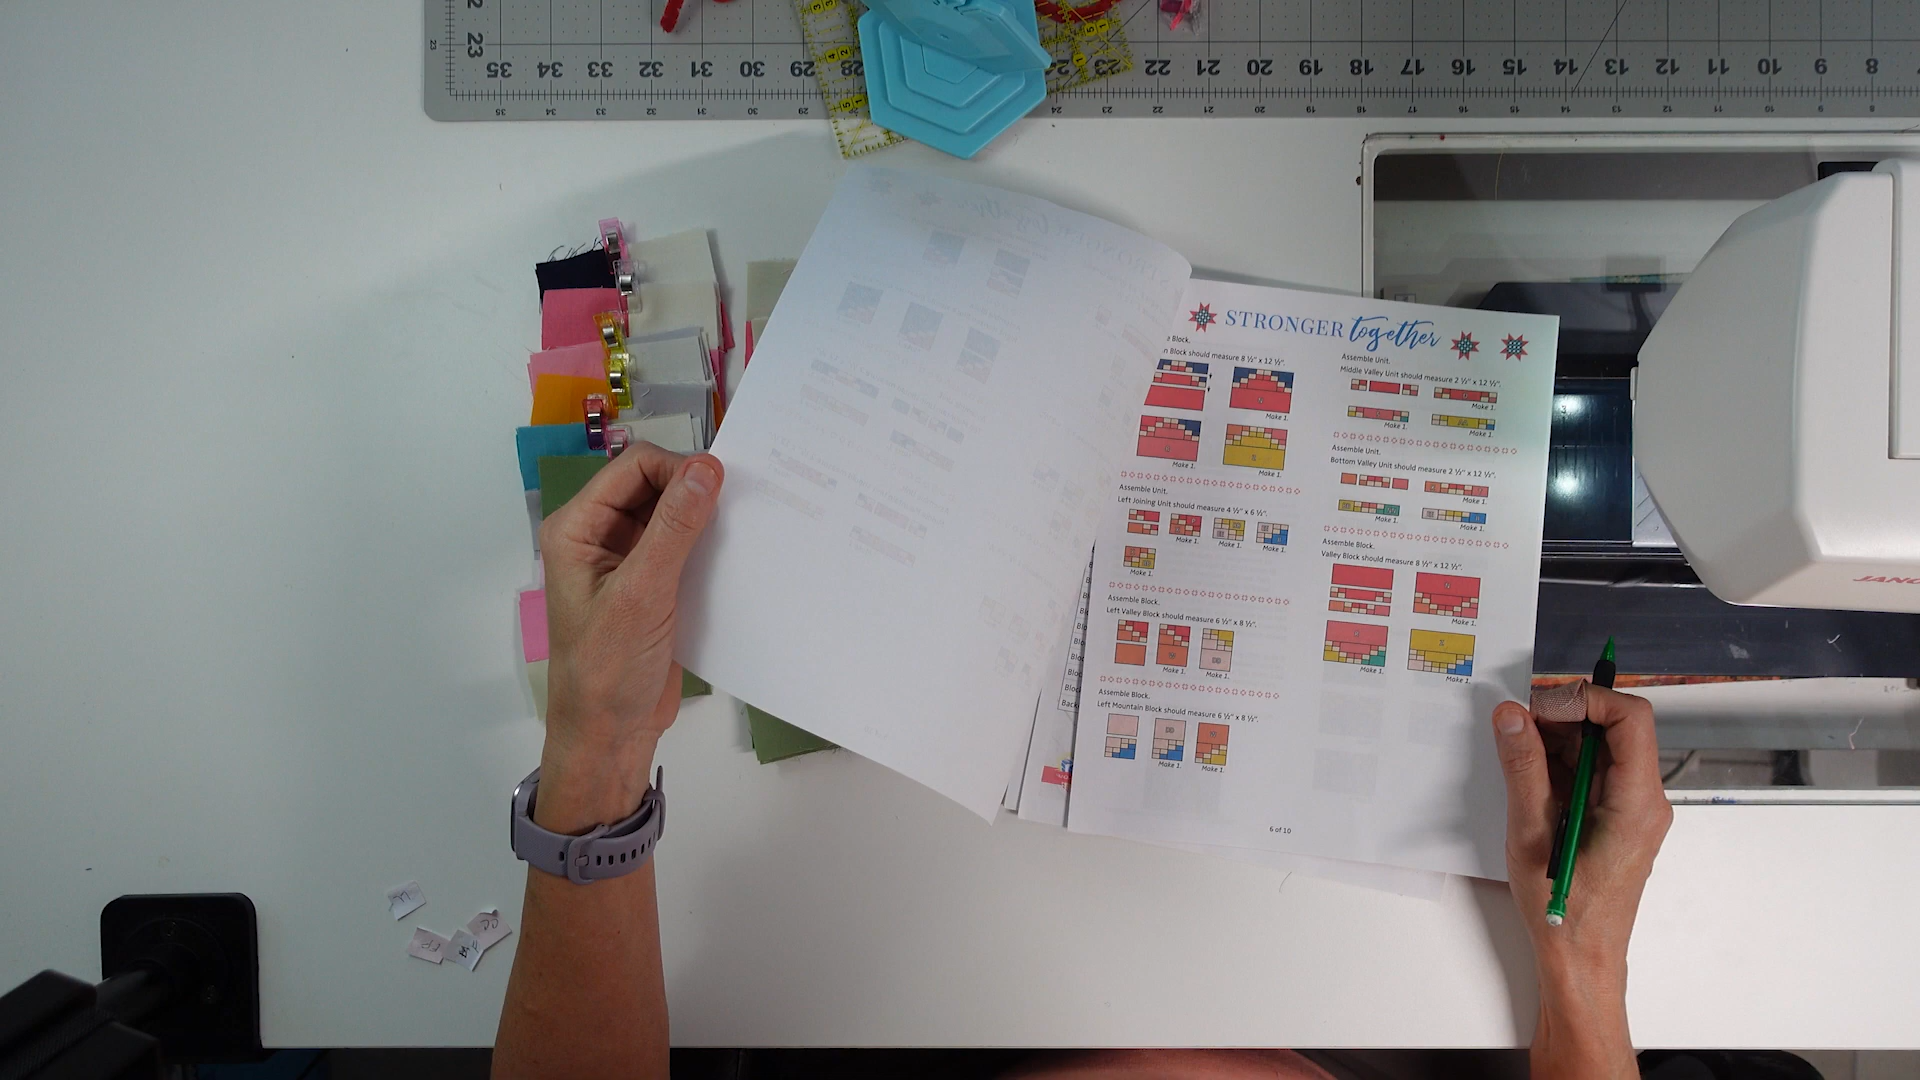 35 34 33 32 31 30 29 28 23 22 21 20 19 18 17 16 15 14 13 12 11 10 9 8
23
STRONGER together
Block.
n Block should measure 8 ½" x 12 ½".
Make 1.
Make 1.
Make 1.
Assemble Unit.
Left Joining Unit should measure 4 ½" x 6 ½".
Make 1.
Make 1.
Make 1.
Make 1.
Assemble Block.
Left Valley Block should measure 6 ½" x 8 ½".
Make 1.
Make 1.
Assemble Block.
Left Mountain Block should measure 6 ½" x 8 ½".
Make 1.
Make 1.
Assemble Unit.
Middle Valley Unit should measure 2 ½" x 12 ½".
Make 1.
Make 1.
Make 1.
Assemble Unit.
Bottom Valley Unit should measure 2 ½" x 12 ½".
Make 1.
Make 1.
Make 1.
Assemble Block.
Valley Block should measure 8 ½" x 12 ½".
Make 1.
Make 1.
Make 1.
6 of 10
JANO
CC